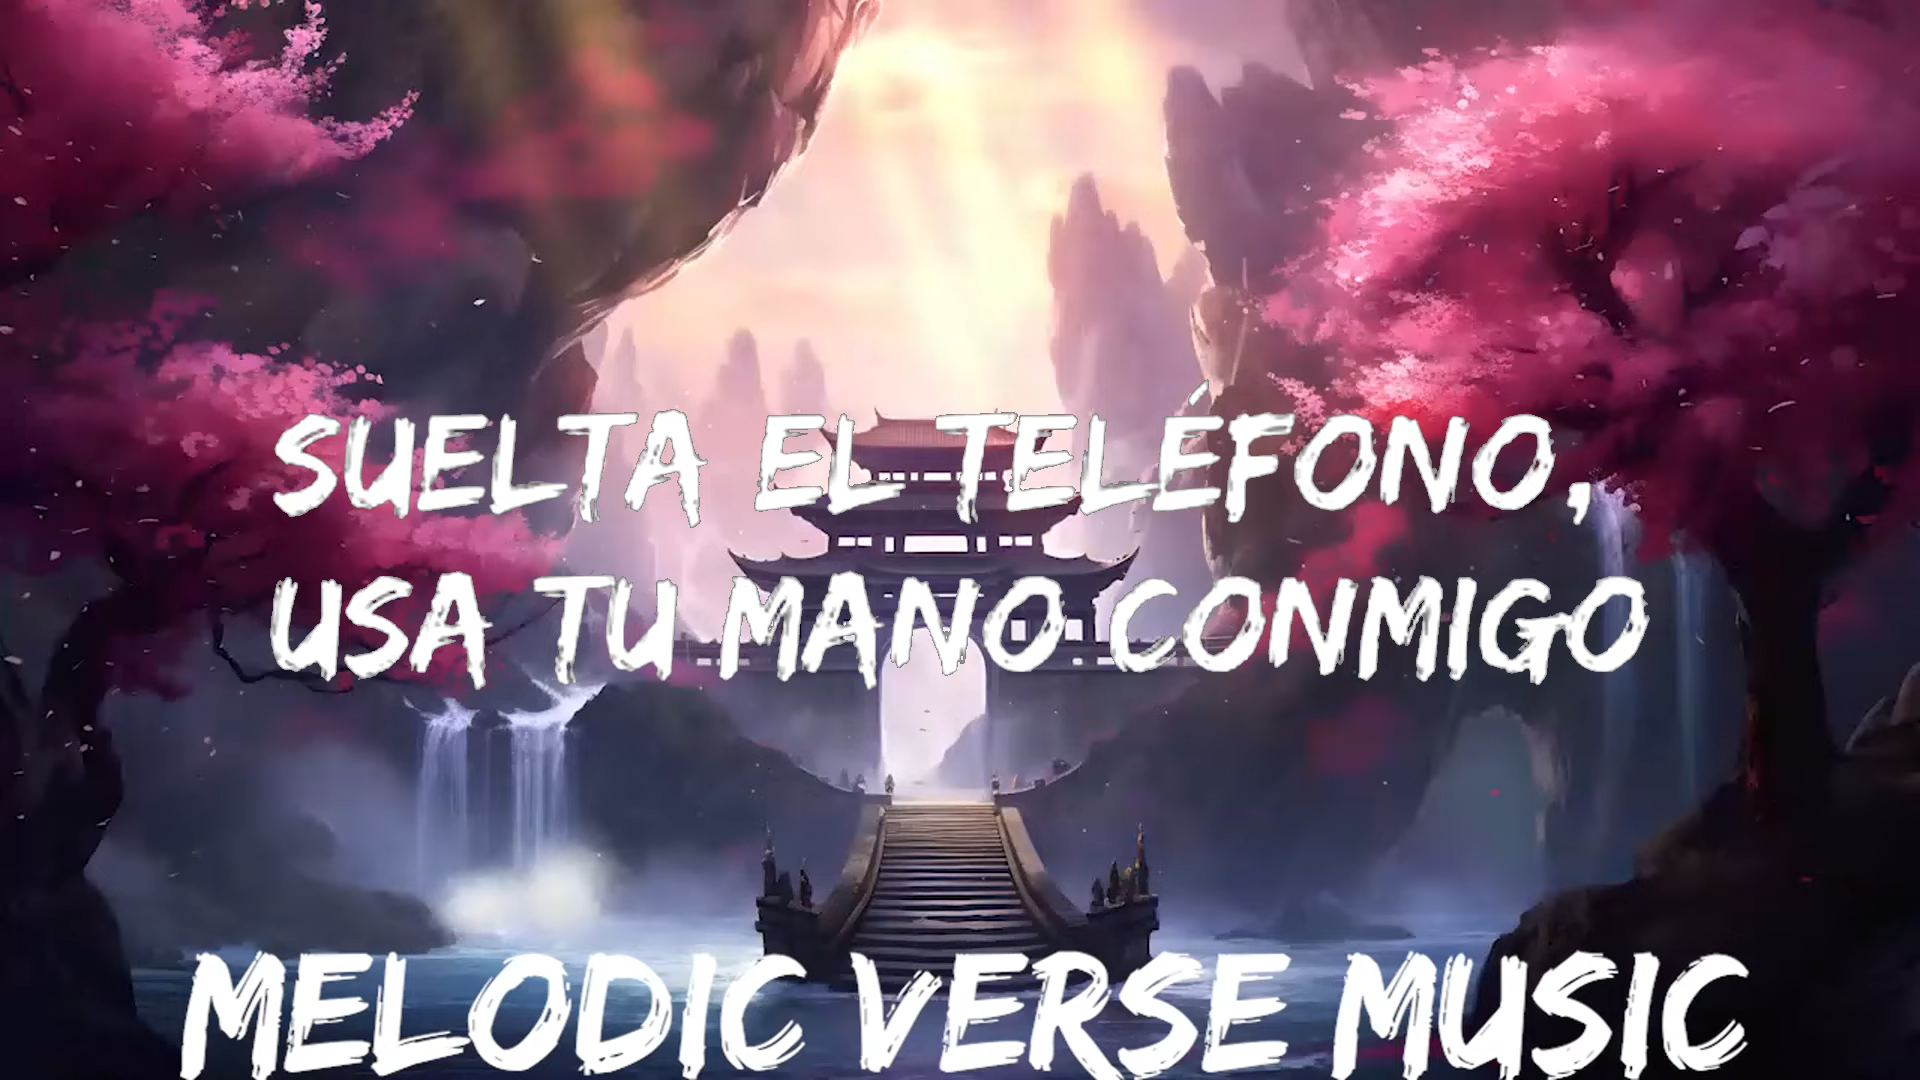 SUELTA EL TELÉFONO,
USA TU MANO CONMIGO
MELODIC VERSE MUSIC